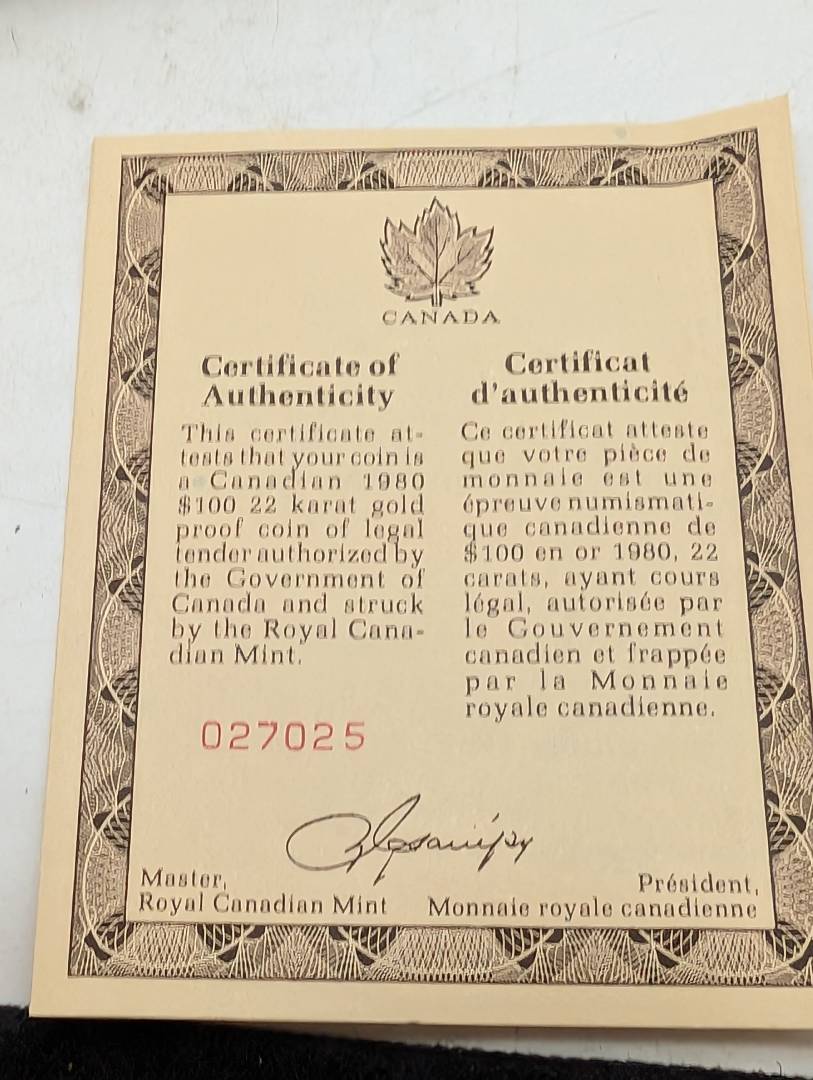 CANADA
Certificate of
Authenticity
This certificate at-
tests that your coin is
a Canadian 1980
$100 22 karat gold
proof coin of legal
tender authorized by
the Government of
Canada and struck
by the Royal Cana-
dian Mint.
027025
Certificat
d'authenticité
Ce certificat atteste
que votre pièce de
monnaie est une
épreuve numismati-
que canadienne de
$100 en or 1980, 22
carats, ayant cours
légal, autorisée par
le Gouvernement
canadien et frappée
par la Monnaie
royale canadienne.
Master,
Royal Canadian Mint
Président,
Monnaie royale canadienne